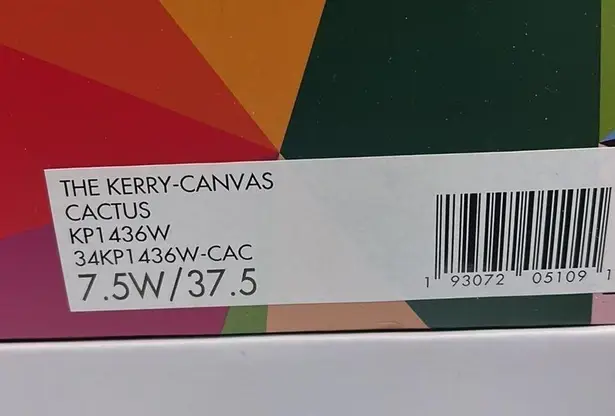 THE KERRY-CANVAS
CACTUS
KP1436W
34KP1436W-CAC
7.5W/37.5
1 93072 05109 1